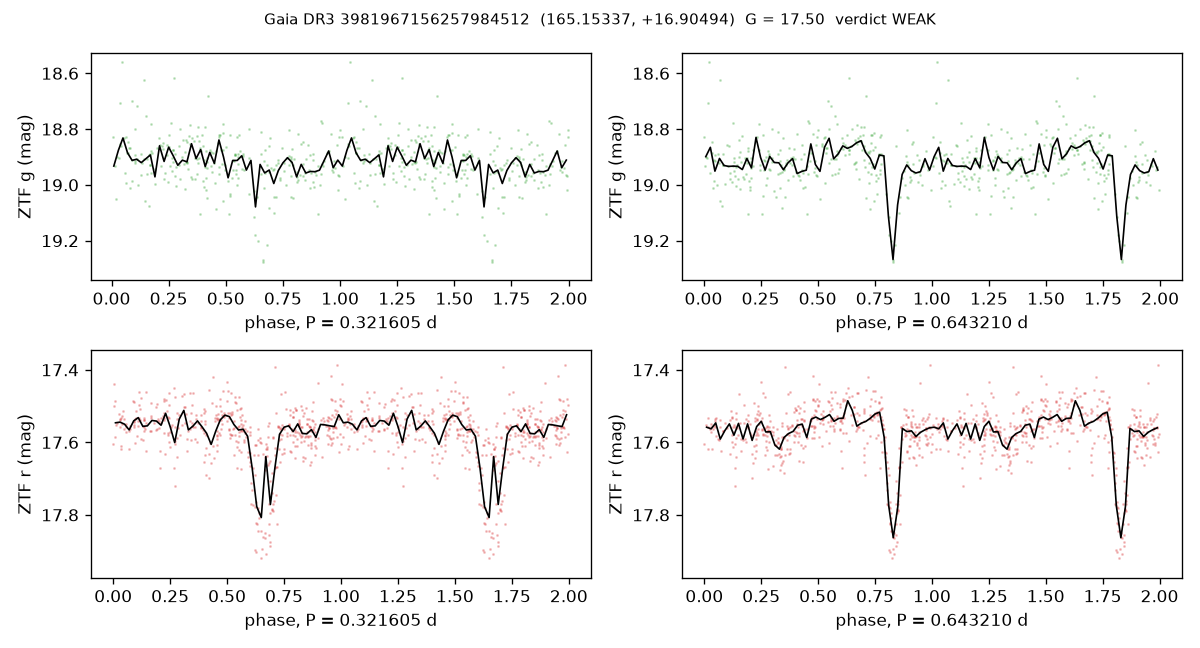 Gaia DR3 3981967156257984512  (165.15337, +16.90494)  G = 17.50  verdict WEAK
ZTF g (mag)
18.6
18.8
19.0
19.2
0.00 0.25 0.50 0.75 1.00 1.25 1.50 1.75 2.00
phase, P = 0.321605 d
ZTF g (mag)
18.6
18.8
19.0
19.2
0.00 0.25 0.50 0.75 1.00 1.25 1.50 1.75 2.00
phase, P = 0.643210 d
ZTF r (mag)
17.4
17.6
17.8
0.00 0.25 0.50 0.75 1.00 1.25 1.50 1.75 2.00
phase, P = 0.321605 d
ZTF r (mag)
17.4
17.6
17.8
0.00 0.25 0.50 0.75 1.00 1.25 1.50 1.75 2.00
phase, P = 0.643210 d